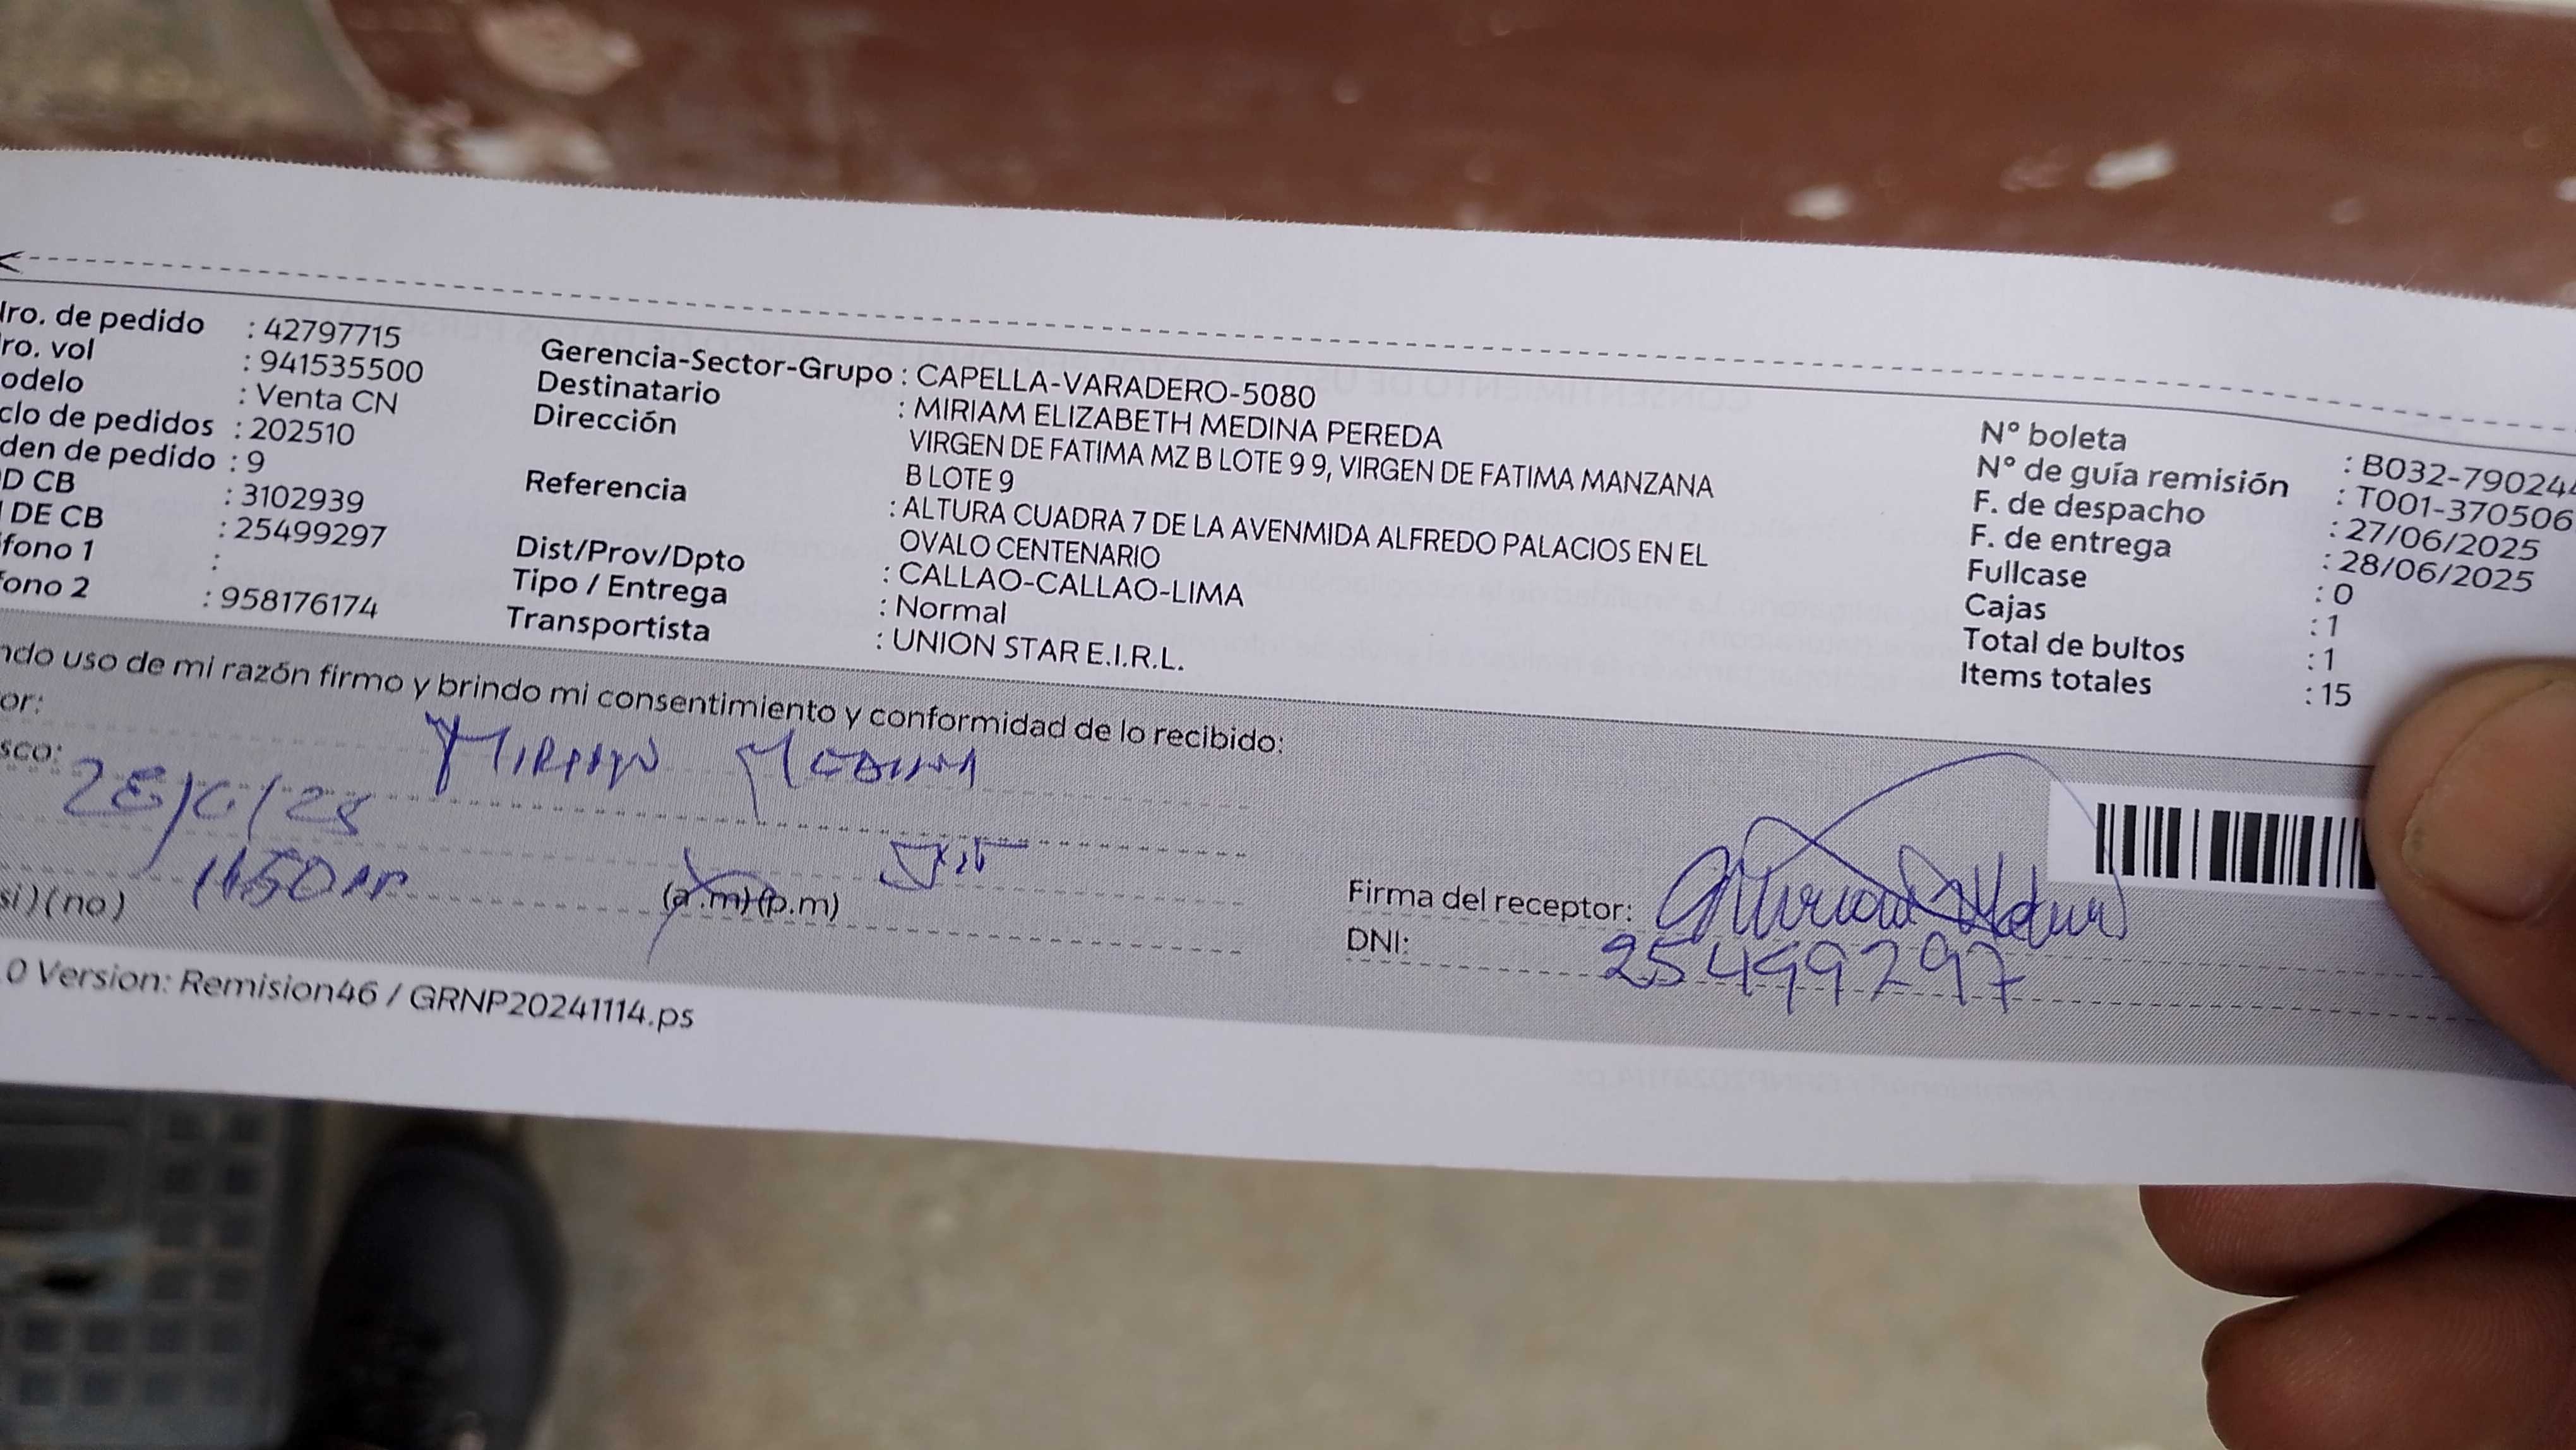 ro. de pedido : 42797715
ro. vol : 941535500
odelo : Venta CN
clo de pedidos : 202510
den de pedido : 9
D CB : 3102939
DE CB : 25499297
fono 1 :
fono 2 : 958176174
Gerencia-Sector-Grupo : CAPELLA-VARADERO-5080
Destinatario : MIRIAM ELIZABETH MEDINA PEREDA
Dirección VIRGEN DE FATIMA MZ B LOTE 9 9, VIRGEN DE FATIMA MANZANA
B LOTE 9
Referencia : ALTURA CUADRA 7 DE LA AVENMIDA ALFREDO PALACIOS EN EL
OVALO CENTENARIO
Dist/Prov/Dpto : CALLAO-CALLAO-LIMA
Tipo / Entrega : Normal
Transportista : UNION STAR E.I.R.L.
N° boleta : B032-790244
N° de guía remisión : T001-370506
F. de despacho : 27/06/2025
F. de entrega : 28/06/2025
Fullcase : 0
Cajas : 1
Total de bultos : 1
Items totales : 15
ndo uso de mi razón firmo y brindo mi consentimiento y conformidad de lo recibido:
or: Miriam Medina
sco:
(a.m)(p.m)
si)(no)
Firma del receptor:
DNI: 25499297
.0 Version: Remision46 / GRNP20241114.ps